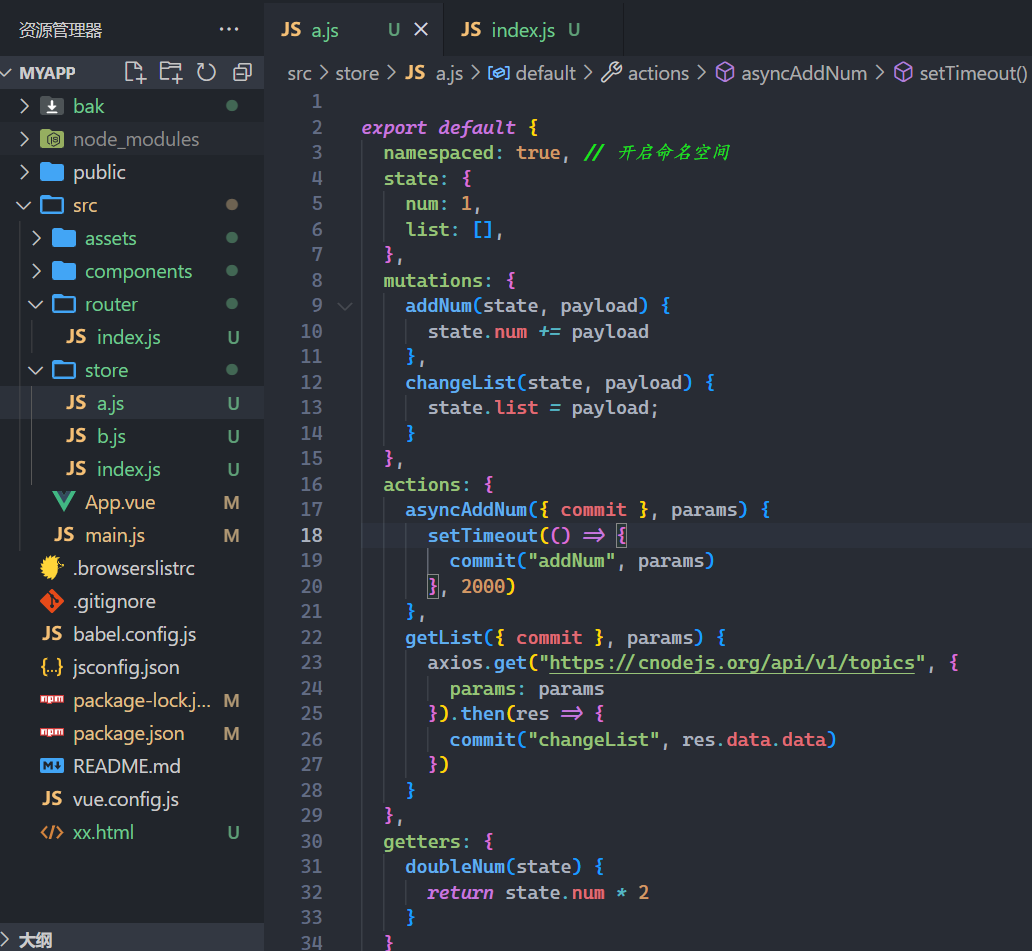 资源管理器 ...
MYAPP
bak
node_modules
public
src
assets
components
router
index.js U
store
a.js U
b.js U
index.js U
App.vue M
main.js M
.browserslistrc
.gitignore
babel.config.js
jsconfig.json
package-lock.j... M
package.json M
README.md
vue.config.js
xx.html U
大纲
JS a.js U JS index.js U
src > store > JS a.js > default > actions > asyncAddNum > setTimeout()
1
2 export default {
3 namespaced: true, // 开启命名空间
4 state: {
5 num: 1,
6 list: [],
7 },
8 mutations: {
9 addNum(state, payload) {
10 state.num += payload
11 },
12 changeList(state, payload) {
13 state.list = payload;
14 }
15 },
16 actions: {
17 asyncAddNum({ commit }, params) {
18 setTimeout(() => {
19 commit("addNum", params)
20 }, 2000)
21 },
22 getList({ commit }, params) {
23 axios.get("https://cnodejs.org/api/v1/topics", {
24 params: params
25 }).then(res => {
26 commit("changeList", res.data.data)
27 })
28 }
29 },
30 getters: {
31 doubleNum(state) {
32 return state.num * 2
33 }
34 }